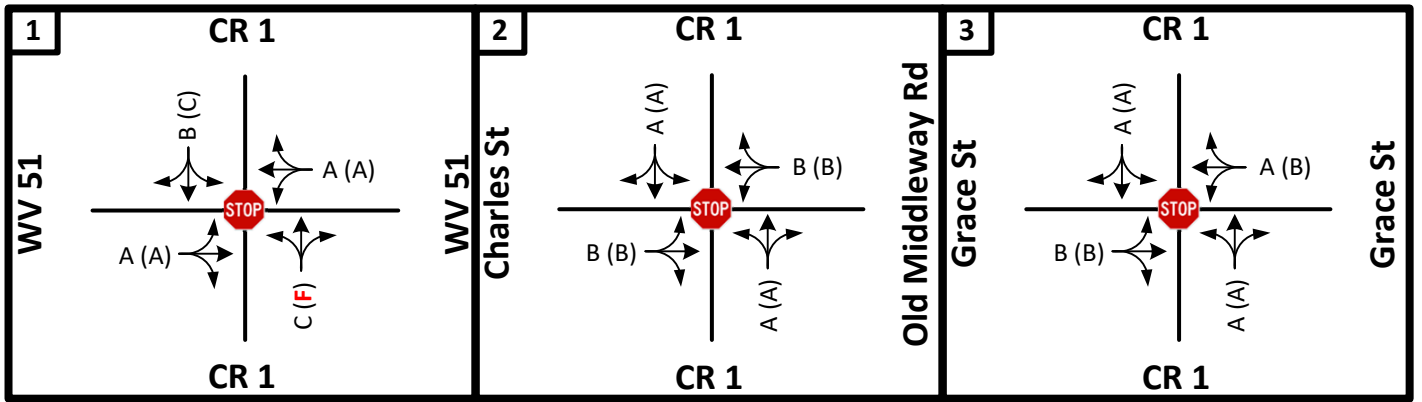 1
CR 1
WV 51
B (C)
A (A)
STOP
A (A)
C (F)
WV 51
CR 1
2
CR 1
Charles St
A (A)
B (B)
STOP
B (B)
A (A)
Old Middleway Rd
CR 1
3
CR 1
Grace St
A (A)
A (B)
STOP
B (B)
A (A)
Grace St
CR 1